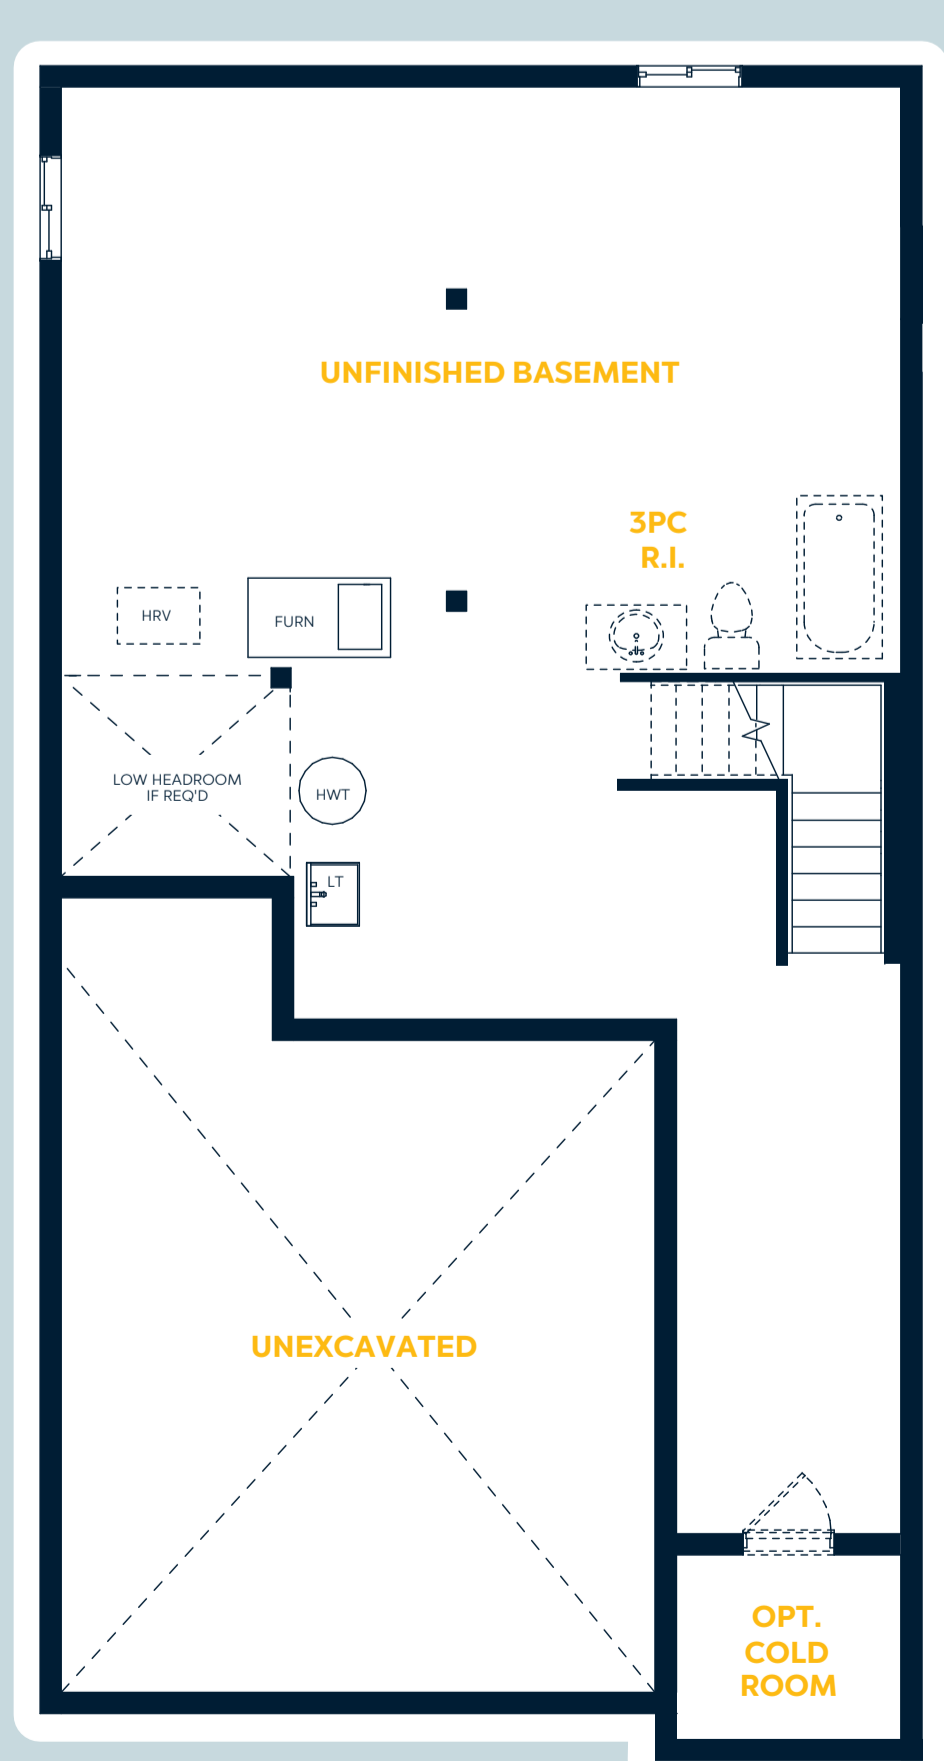 UNFINISHED BASEMENT
3PC
R.I.
HRV
FURN
LOW HEADROOM
IF REQ'D
HWT
LT
UNEXCAVATED
OPT.
COLD
ROOM